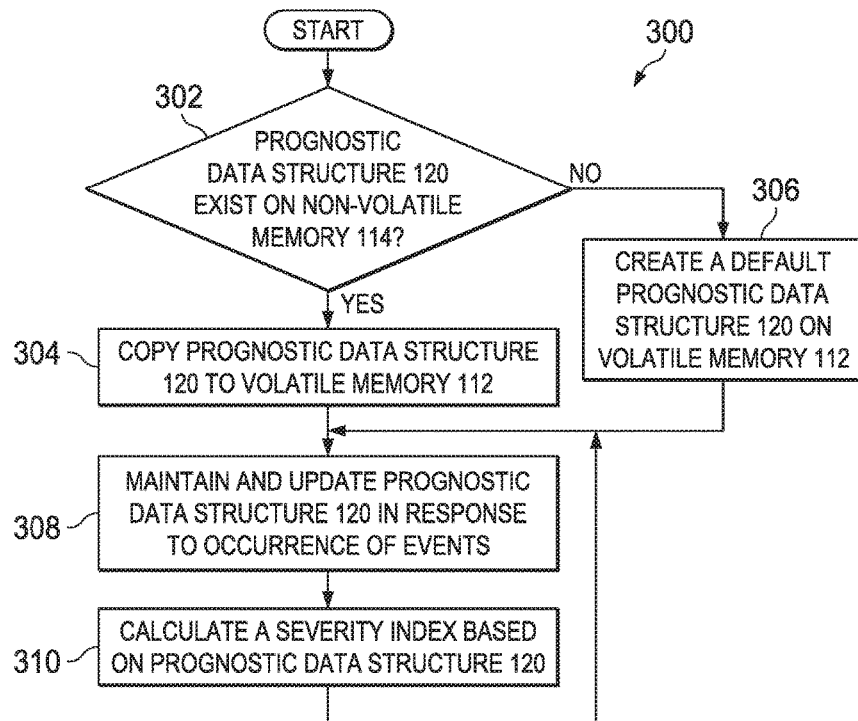 START
300
302
PROGNOSTIC
DATA STRUCTURE 120
EXIST ON NON-VOLATILE
MEMORY 114?
NO
306
CREATE A DEFAULT
PROGNOSTIC DATA
STRUCTURE 120 ON
VOLATILE MEMORY 112
YES
304
COPY PROGNOSTIC DATA STRUCTURE
120 TO VOLATILE MEMORY 112
308
MAINTAIN AND UPDATE PROGNOSTIC
DATA STRUCTURE 120 IN RESPONSE
TO OCCURRENCE OF EVENTS
310
CALCULATE A SEVERITY INDEX BASED
ON PROGNOSTIC DATA STRUCTURE 120